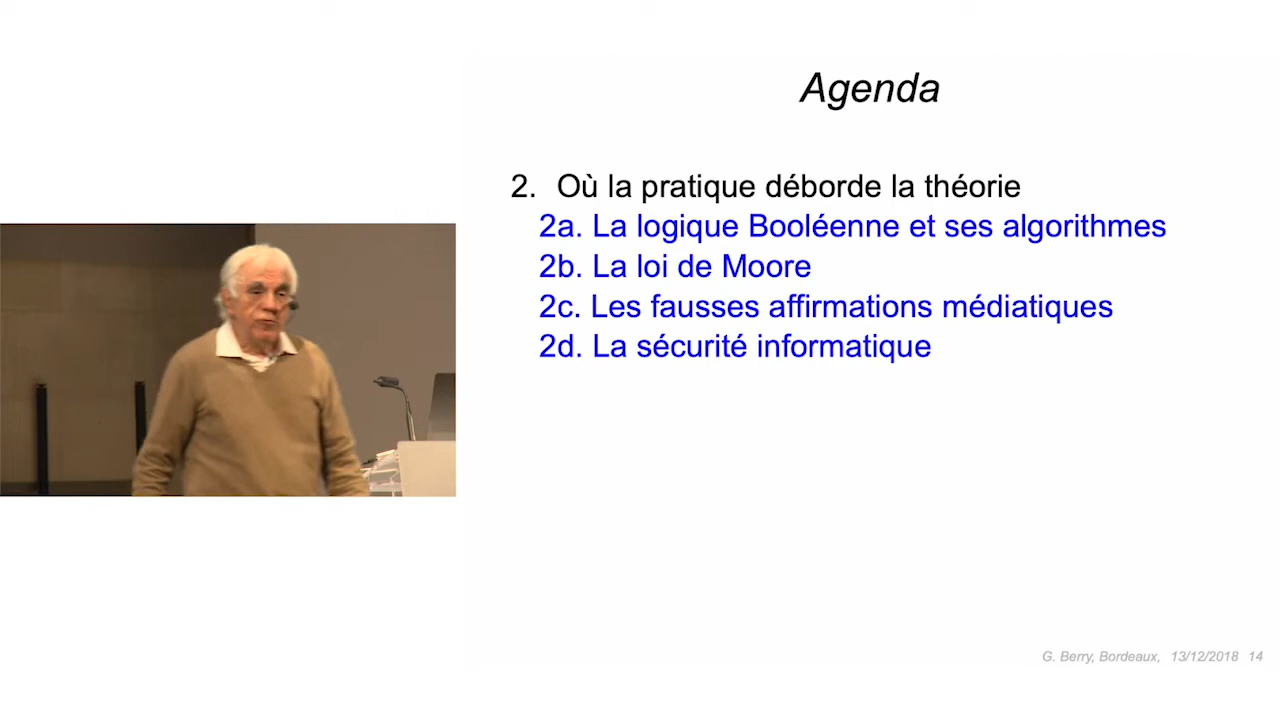 Agenda
2. Où la pratique déborde la théorie
2a. La logique Booléenne et ses algorithmes
2b. La loi de Moore
2c. Les fausses affirmations médiatiques
2d. La sécurité informatique
G. Berry, Bordeaux, 13/12/2018 14